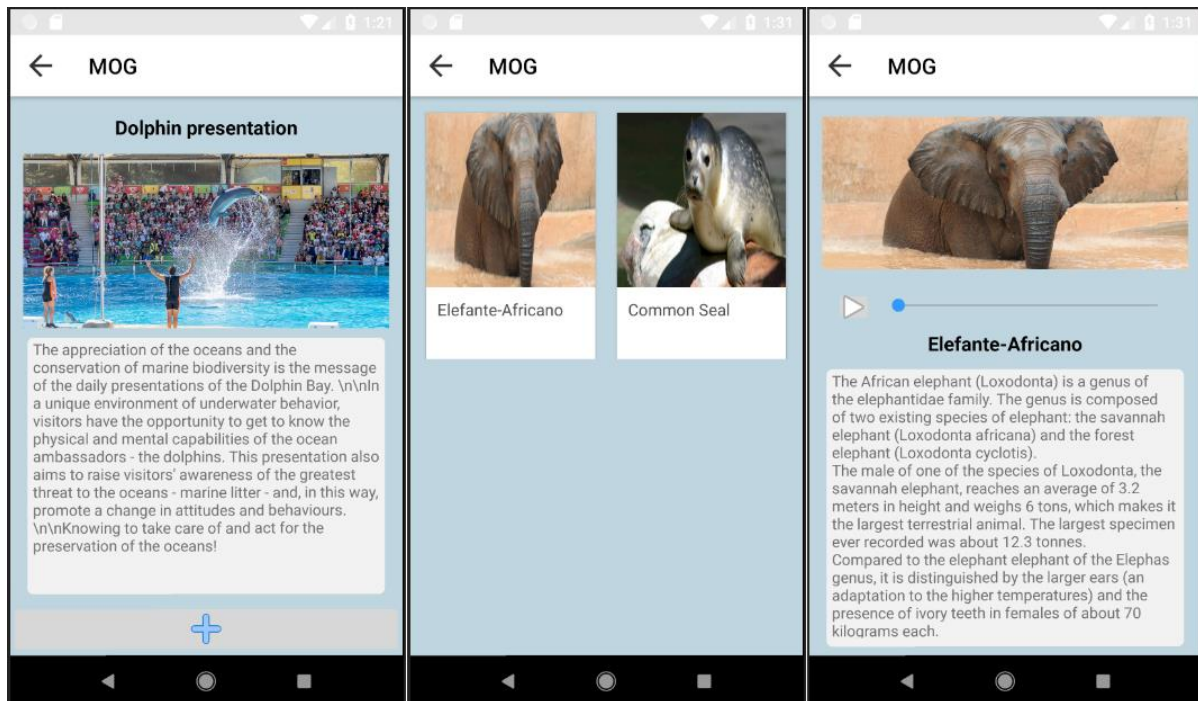 1:21
MOG
Dolphin presentation
The appreciation of the oceans and the
conservation of marine biodiversity is the message
of the daily presentations of the Dolphin Bay. \n\nIn
a unique environment of underwater behavior,
visitors have the opportunity to get to know the
physical and mental capabilities of the ocean
ambassadors - the dolphins. This presentation also
aims to raise visitors' awareness of the greatest
threat to the oceans - marine litter - and, in this way,
promote a change in attitudes and behaviours.
\n\nKnowing to take care of and act for the
preservation of the oceans!
1:31
MOG
Elefante-Africano
Common Seal
1:31
MOG
Elefante-Africano
The African elephant (Loxodonta) is a genus of
the elephantidae family. The genus is composed
of two existing species of elephant: the savannah
elephant (Loxodonta africana) and the forest
elephant (Loxodonta cyclotis).
The male of one of the species of Loxodonta, the
savannah elephant, reaches an average of 3.2
meters in height and weighs 6 tons, which makes it
the largest terrestrial animal. The largest specimen
ever recorded was about 12.3 tonnes.
Compared to the elephant elephant of the Elephas
genus, it is distinguished by the larger ears (an
adaptation to the higher temperatures) and the
presence of ivory teeth in females of about 70
kilograms each.